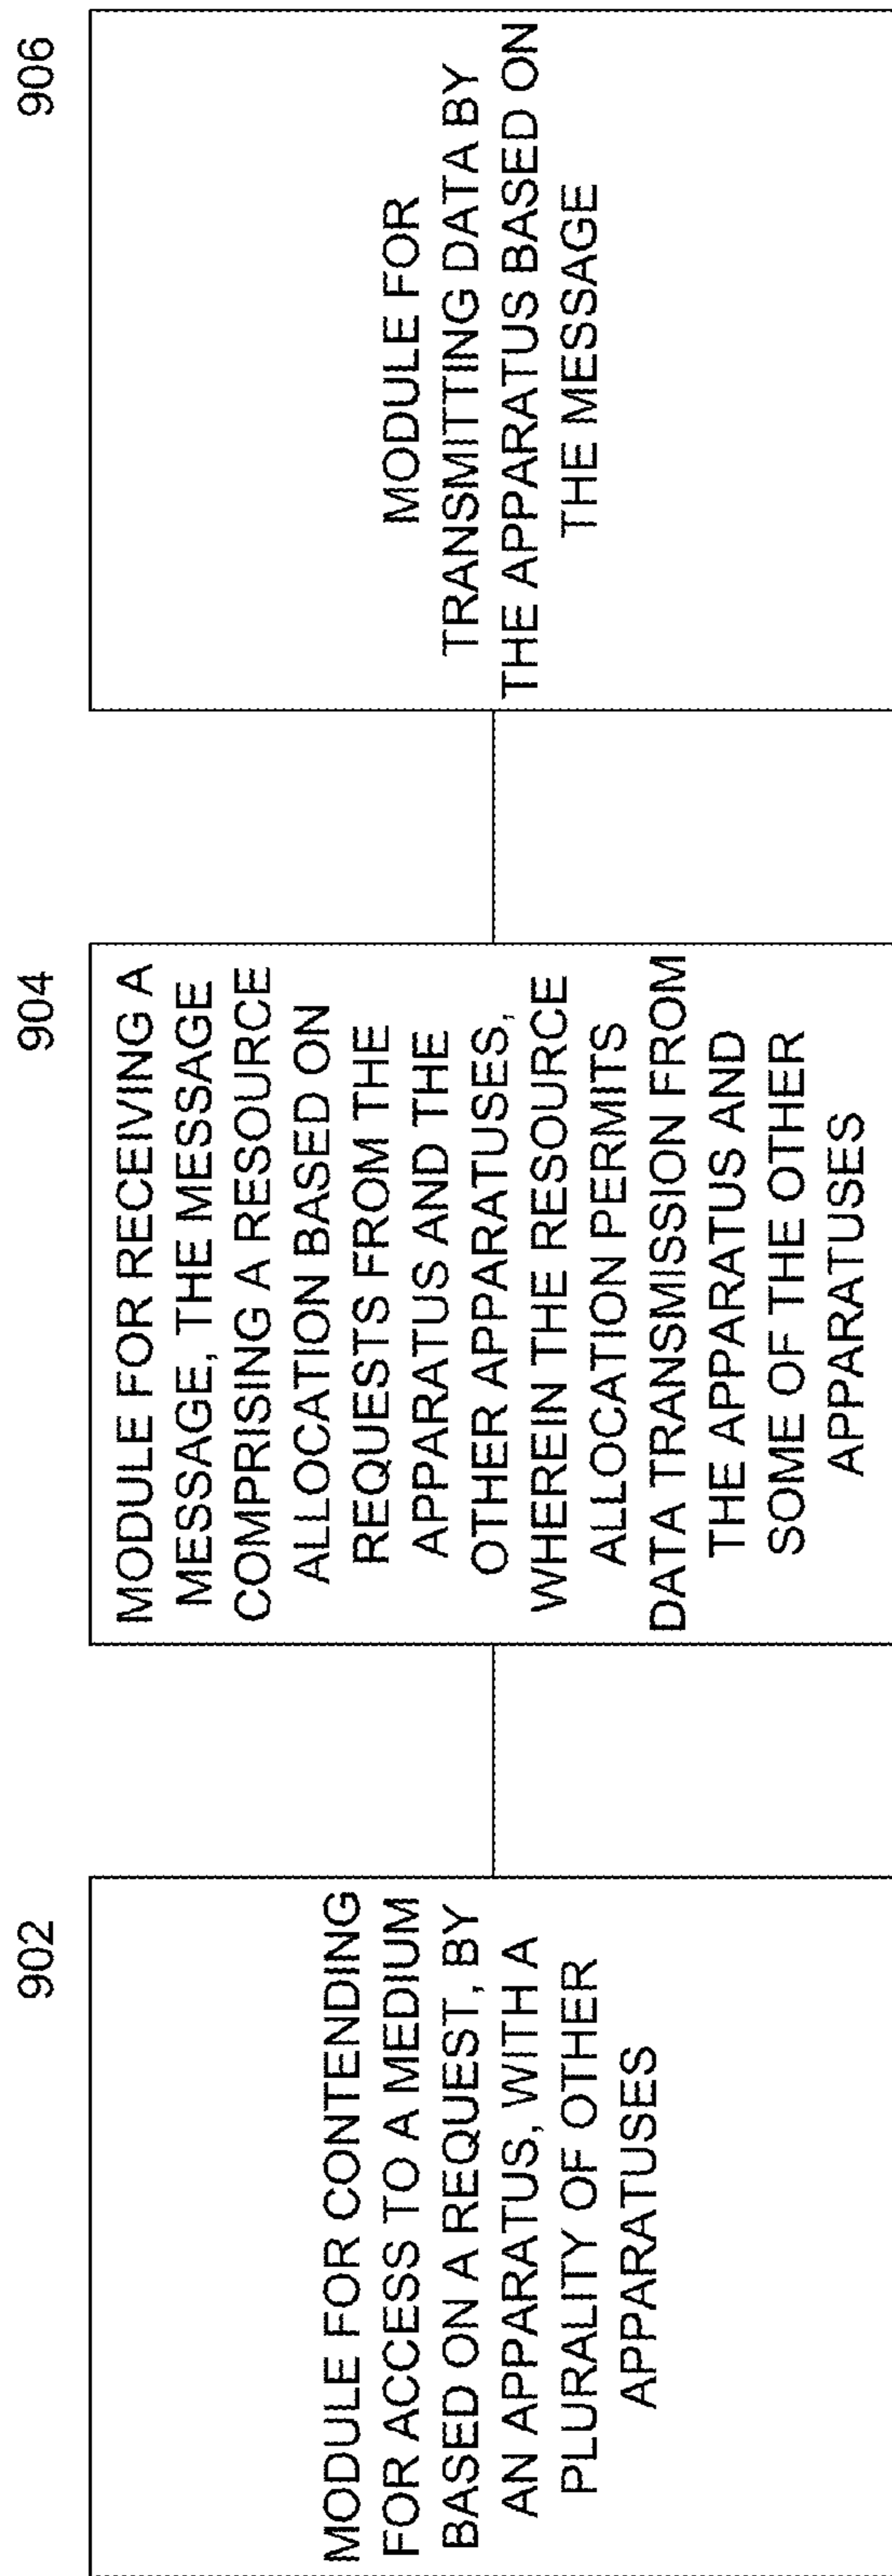 902
MODULE FOR CONTENDING
FOR ACCESS TO A MEDIUM
BASED ON A REQUEST, BY
AN APPARATUS, WITH A
PLURALITY OF OTHER
APPARATUSES
904
MODULE FOR RECEIVING A
MESSAGE, THE MESSAGE
COMPRISING A RESOURCE
ALLOCATION BASED ON
REQUESTS FROM THE
APPARATUS AND THE
OTHER APPARATUSES,
WHEREIN THE RESOURCE
ALLOCATION PERMITS
DATA TRANSMISSION FROM
THE APPARATUS AND
SOME OF THE OTHER
APPARATUSES
906
MODULE FOR
TRANSMITTING DATA BY
THE APPARATUS BASED ON
THE MESSAGE